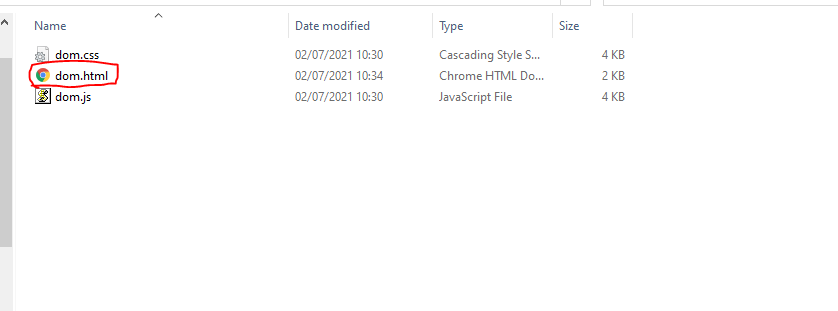 Name Date modified Type Size
dom.css 02/07/2021 10:30 Cascading Style S... 4 KB
dom.html 02/07/2021 10:34 Chrome HTML Do... 2 KB
dom.js 02/07/2021 10:30 JavaScript File 4 KB